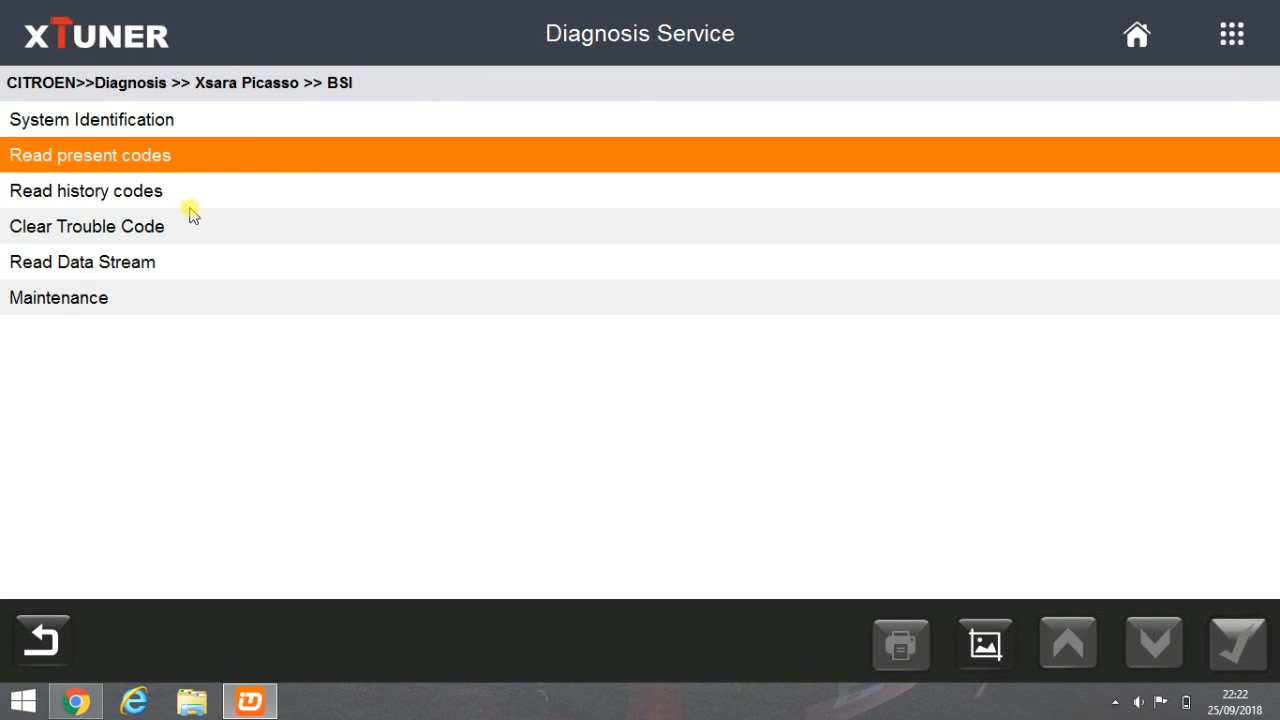 XTUNER
Diagnosis Service
CITROEN>>Diagnosis >> Xsara Picasso >> BSI
System Identification
Read present codes
Read history codes
Clear Trouble Code
Read Data Stream
Maintenance
22:22
25/09/2018